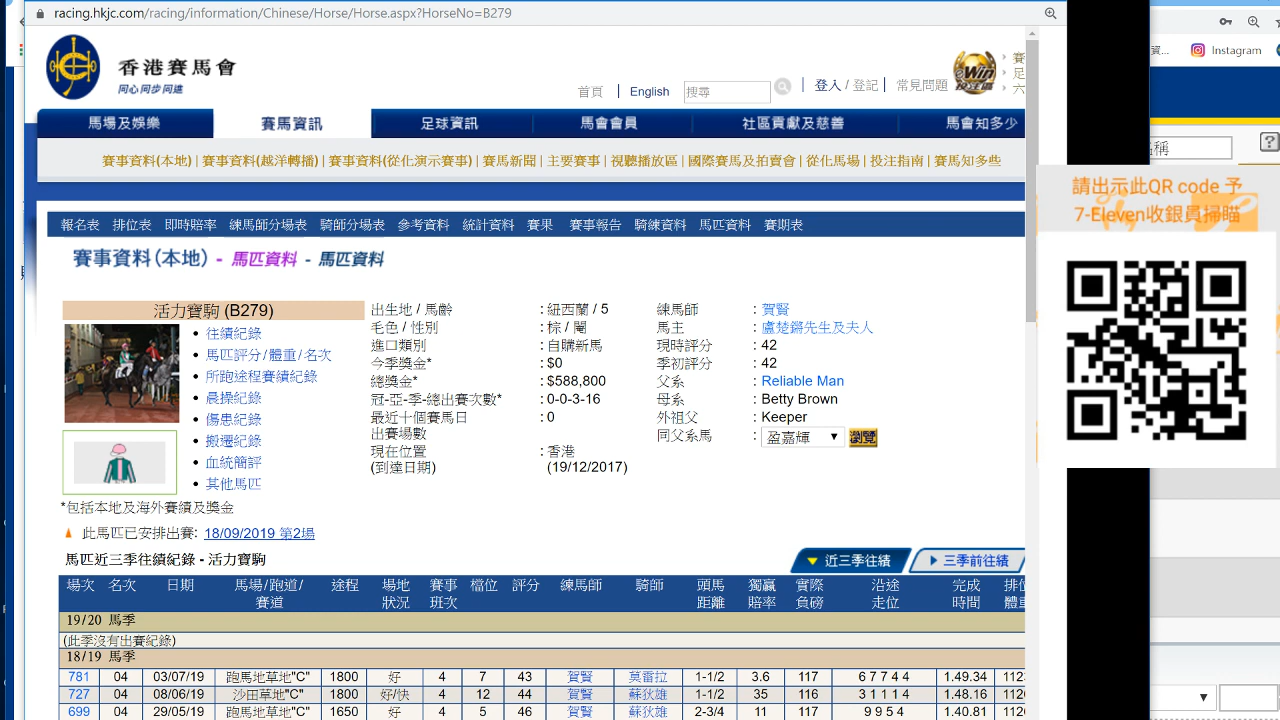 racing.hkjc.com/racing/information/Chinese/Horse/Horse.aspx?HorseNo=B279
資...
Instagram
香港賽馬會
同心同步同進
首頁 | English
搜尋
登入 / 登記 | 常見問題
eWin
投注區
賽
足
六
馬場及娛樂
賽馬資訊
足球資訊
馬會會員
社區貢獻及慈善
馬會知多少
稱
賽事資料(本地) | 賽事資料(越洋轉播) | 賽事資料(從化演示賽事) | 賽馬新聞 | 主要賽事 | 視聽播放區 | 國際賽馬及拍賣會 | 從化馬場 | 投注指南 | 賽馬知多些
請出示此QR code 予
7-Eleven收銀員掃瞄
報名表 排位表 即時賠率 練馬師分場表 騎師分場表 參考資料 統計資料 賽果 賽事報告 騎練資料 馬匹資料 賽期表
賽事資料(本地) - 馬匹資料 - 馬匹資料
活力寶駒 (B279)
往績紀錄
馬匹評分/體重/名次
所跑途程賽績紀錄
晨操紀錄
傷患紀錄
搬遷紀錄
血統簡評
其他馬匹
出生地 / 馬齡 : 紐西蘭 / 5
毛色 / 性別 : 棕 / 閹
進口類別 : 自購新馬
今季獎金* : $0
總獎金* : $588,800
冠-亞-季-總出賽次數* : 0-0-3-16
最近十個賽馬日 : 0
出賽場數
現在位置 : 香港
(到達日期) (19/12/2017)
練馬師 : 賀賢
馬主 : 盧楚鏘先生及夫人
現時評分 : 42
季初評分 : 42
父系 : Reliable Man
母系 : Betty Brown
外祖父 : Keeper
同父系馬 : 盈嘉輝 瀏覽
*包括本地及海外賽績及獎金
此馬匹已安排出賽: 18/09/2019 第2場
馬匹近三季往績紀錄 - 活力寶駒
近三季往績
三季前往績
場次 名次 日期 馬場/跑道/賽道 途程 場地狀況 賽事班次 檔位 評分 練馬師 騎師 頭馬距離 獨贏賠率 實際負磅 沿途走位 完成時間 排位體重
19/20 馬季
(此季沒有出賽紀錄)
18/19 馬季
781 04 03/07/19 跑馬地草地"C" 1800 好 4 7 43 賀賢 莫雷拉 1-1/2 3.6 117 6 7 7 4 4 1.49.34
727 04 08/06/19 沙田草地"C" 1800 好/快 4 12 44 賀賢 蘇狄雄 1-1/2 35 116 3 1 1 1 4 1.48.16
699 04 29/05/19 跑馬地草地"C" 1650 好 4 5 46 賀賢 蘇狄雄 2-3/4 11 117 9 9 5 4 1.40.81